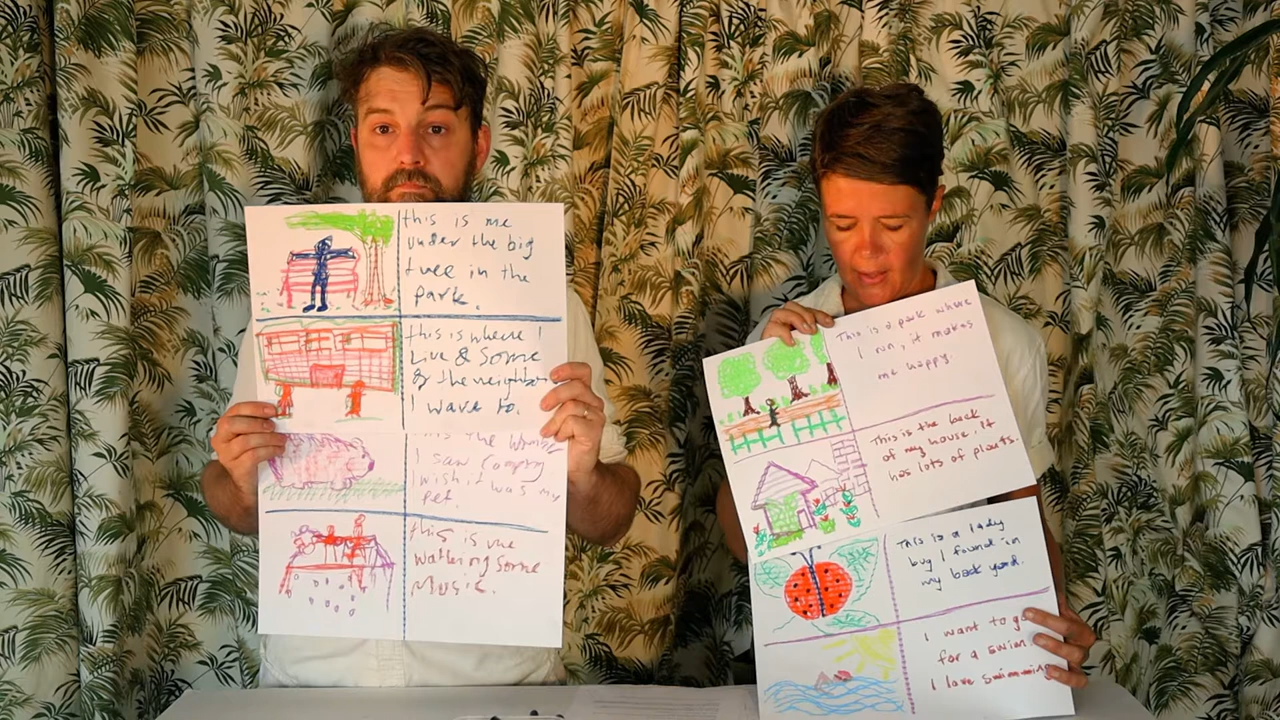 this is me
under the big
tree in the
park.
this is where I
Live & Some
of the neighbors
I wave to.
this the
I saw Camping
I wish it was my
Pet.
this is me
watching Some
Music.
This is a park where
I run, it makes
me happy.
This is the back
of my house. It
has lots of plants.
This is a lady
bug I found in
my back yard.
I want to go
for a swim.
I love swimming